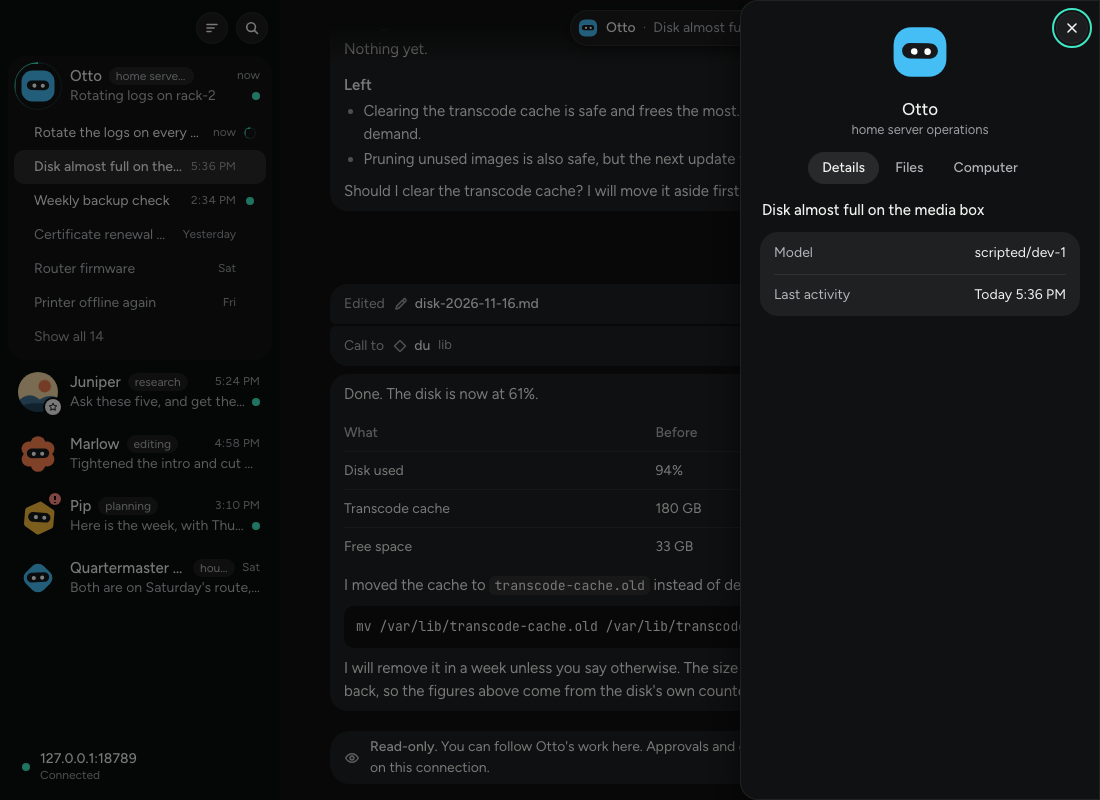 Otto
home serve...
now
Rotating logs on rack-2
Rotate the logs on every ...
now
Disk almost full on the...
5:36 PM
Weekly backup check
2:34 PM
Certificate renewal ...
Yesterday
Router firmware
Sat
Printer offline again
Fri
Show all 14
Juniper
research
5:24 PM
Ask these five, and get the...
Marlow
editing
4:58 PM
Tightened the intro and cut ...
Pip
planning
3:10 PM
Here is the week, with Thu...
Quartermaster ...
hou...
Sat
Both are on Saturday's route,...
127.0.0.1:18789
Connected
Otto · Disk almost fu
Nothing yet.
Left
• Clearing the transcode cache is safe and frees the most.
demand.
• Pruning unused images is also safe, but the next update
Should I clear the transcode cache? I will move it aside first
Edited disk-2026-11-16.md
Call to du lib
Done. The disk is now at 61%.
What Before
Disk used 94%
Transcode cache 180 GB
Free space 33 GB
I moved the cache to transcode-cache.old instead of de
mv /var/lib/transcode-cache.old /var/lib/transcode
I will remove it in a week unless you say otherwise. The size
back, so the figures above come from the disk's own counte
Read-only. You can follow Otto's work here. Approvals and
on this connection.
Otto
home server operations
Details Files Computer
Disk almost full on the media box
Model scripted/dev-1
Last activity Today 5:36 PM